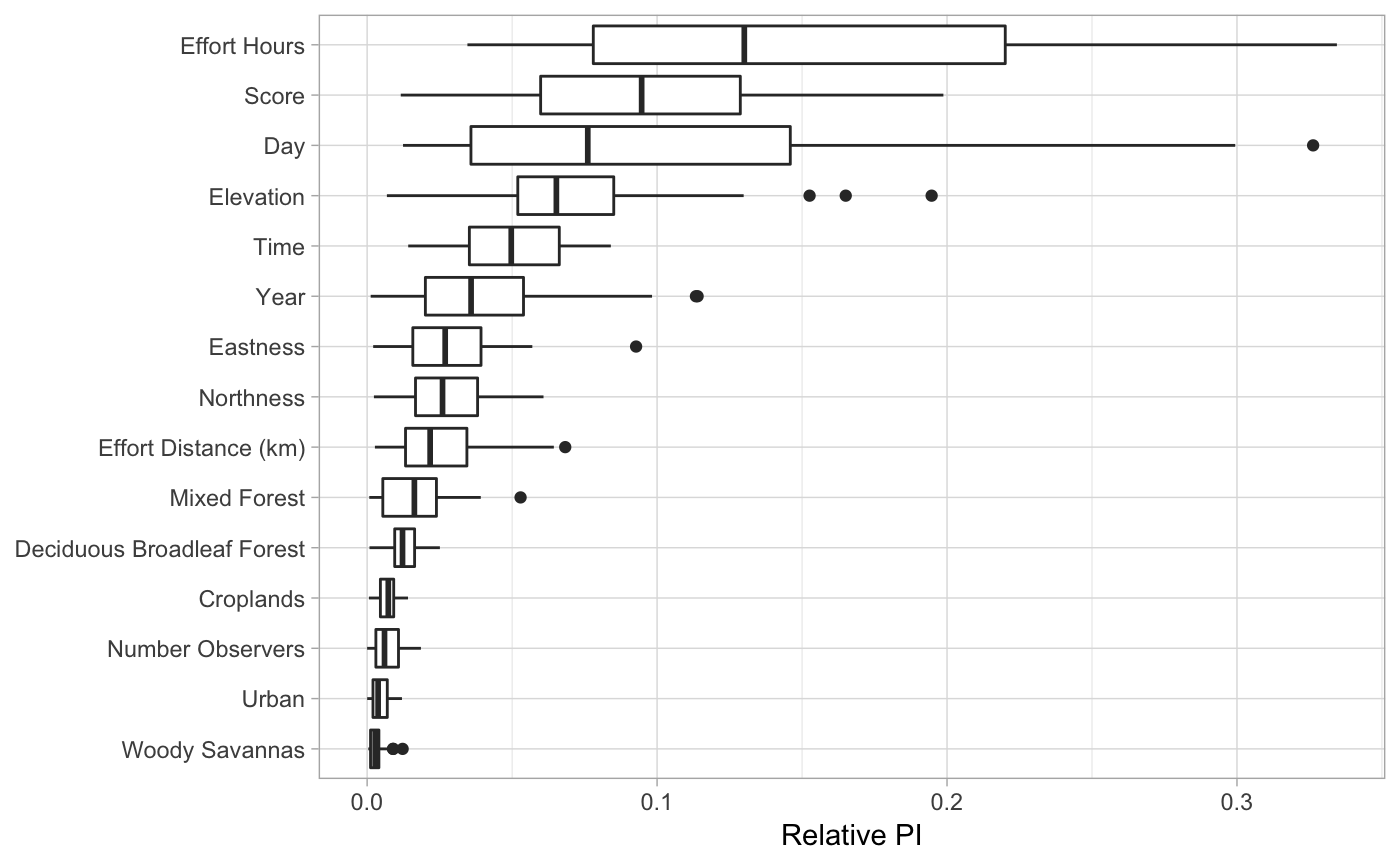 Effort Hours
Score
Day
Elevation
Time
Year
Eastness
Northness
Effort Distance (km)
Mixed Forest
Deciduous Broadleaf Forest
Croplands
Number Observers
Urban
Woody Savannas
0.0 0.1 0.2 0.3
Relative PI